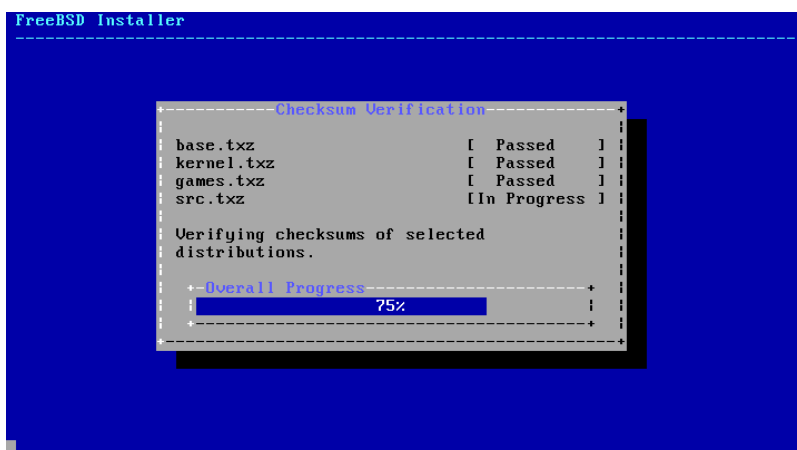 FreeBSD Installer
Checksum Verification
base.txz [ Passed ]
kernel.txz [ Passed ]
games.txz [ Passed ]
src.txz [In Progress ]
Verifying checksums of selected
distributions.
Overall Progress
75%